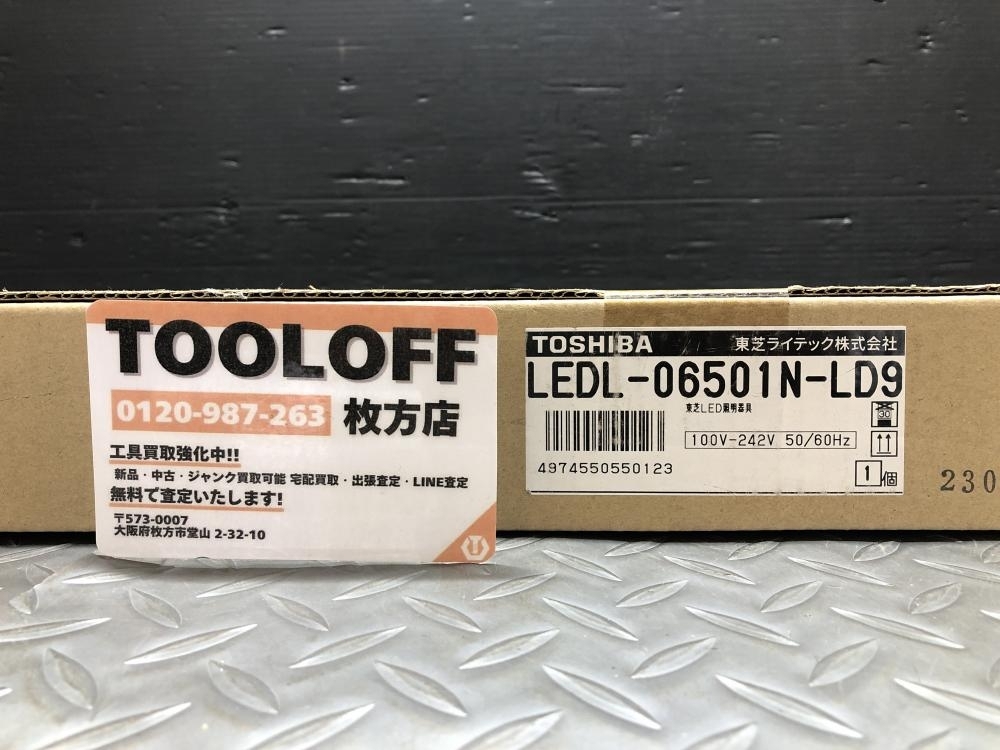 TOOLOFF
0120-987-263 枚方店
工具買取強化中!!
新品・中古・ジャンク買取可能 宅配買取・出張査定・LINE査定
無料で査定いたします!
〒573-0007
大阪府枚方市堂山 2-32-10
TOSHIBA 東芝ライテック株式会社
LEDL-06501N-LD9
東芝LED照明器具
30
100V-242V 50/60Hz
4974550550123
1個
230